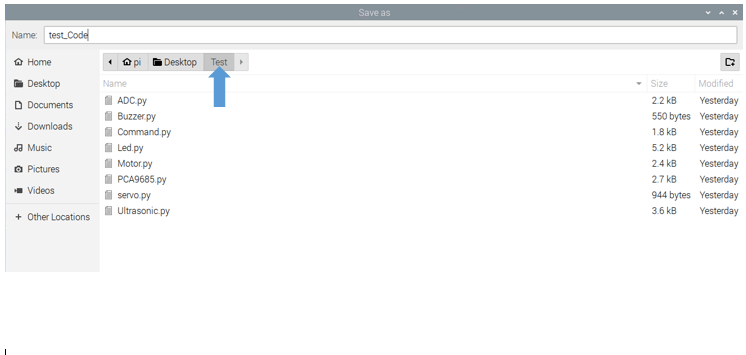 Save as
Name: test_Code
Home
Desktop
Documents
Downloads
Music
Pictures
Videos
Other Locations
pi Desktop Test
Name Size Modified
ADC.py 2.2 kB Yesterday
Buzzer.py 550 bytes Yesterday
Command.py 1.8 kB Yesterday
Led.py 5.2 kB Yesterday
Motor.py 2.4 kB Yesterday
PCA9685.py 2.7 kB Yesterday
servo.py 944 bytes Yesterday
Ultrasonic.py 3.6 kB Yesterday